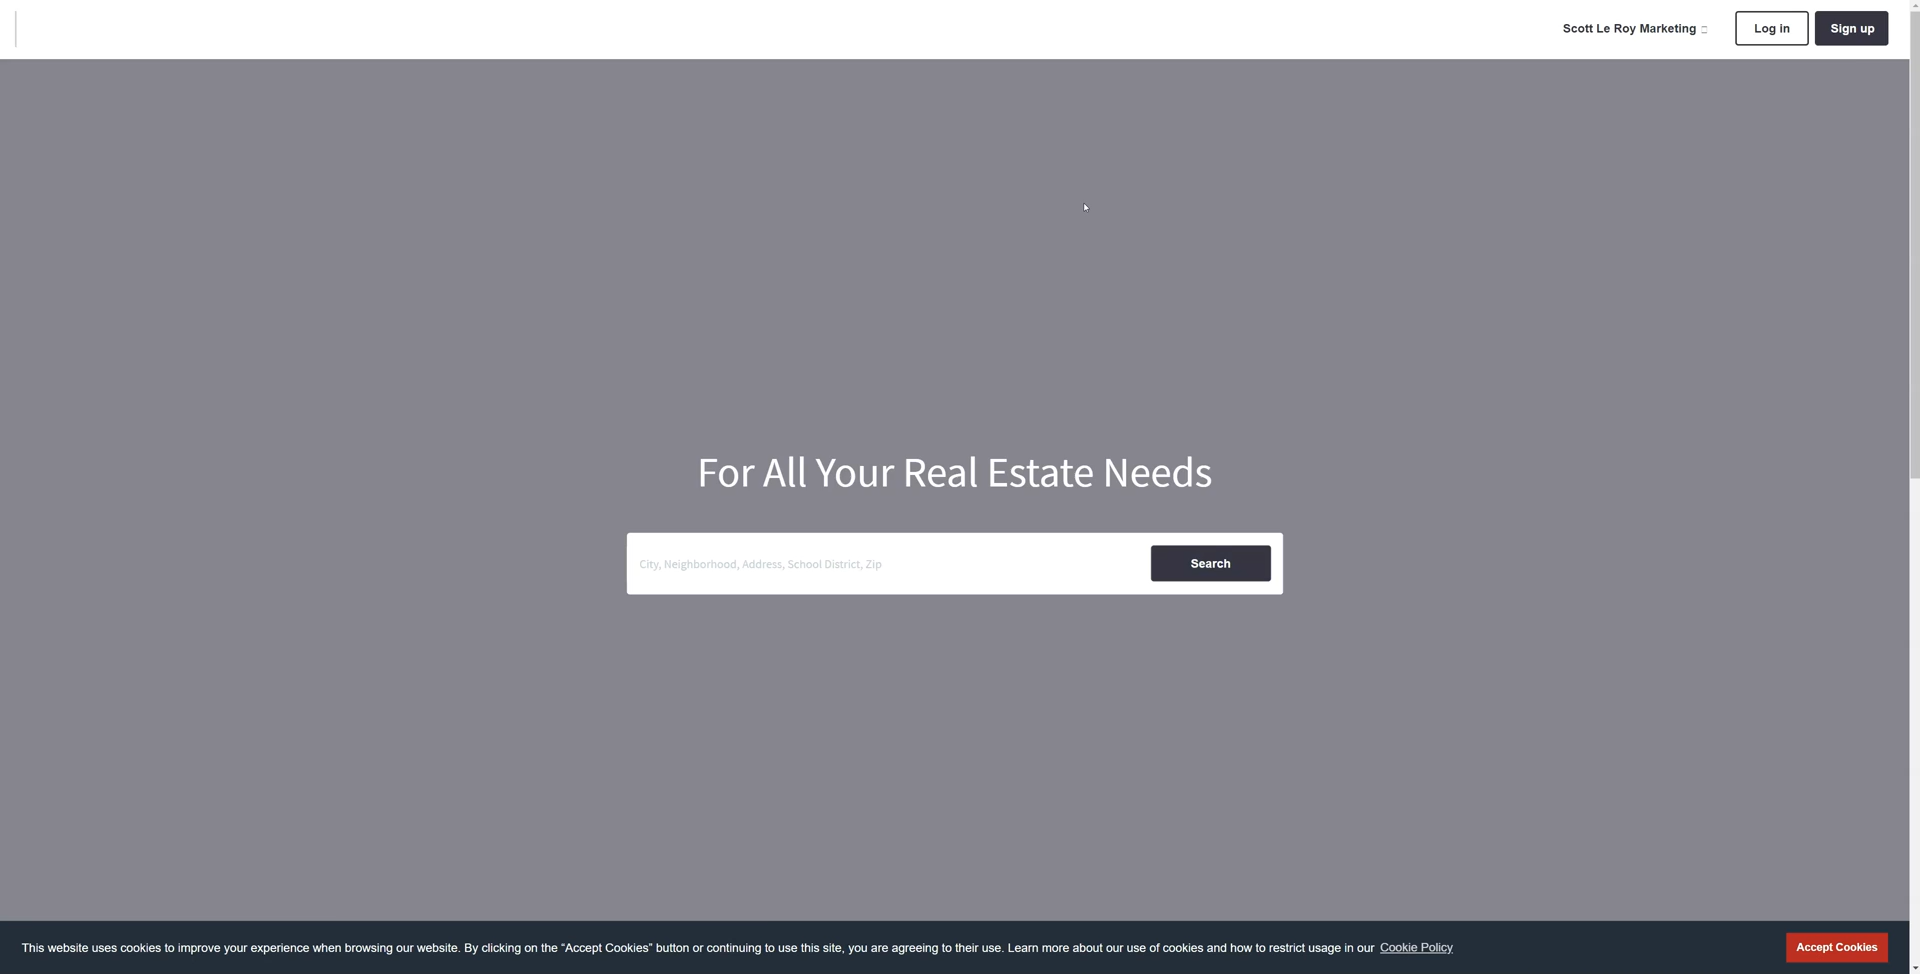 Scott Le Roy Marketing
Log in
Sign up
For All Your Real Estate Needs
City, Neighborhood, Address, School District, Zip
Search
This website uses cookies to improve your experience when browsing our website. By clicking on the “Accept Cookies” button or continuing to use this site, you are agreeing to their use. Learn more about our use of cookies and how to restrict usage in our Cookie Policy
Accept Cookies